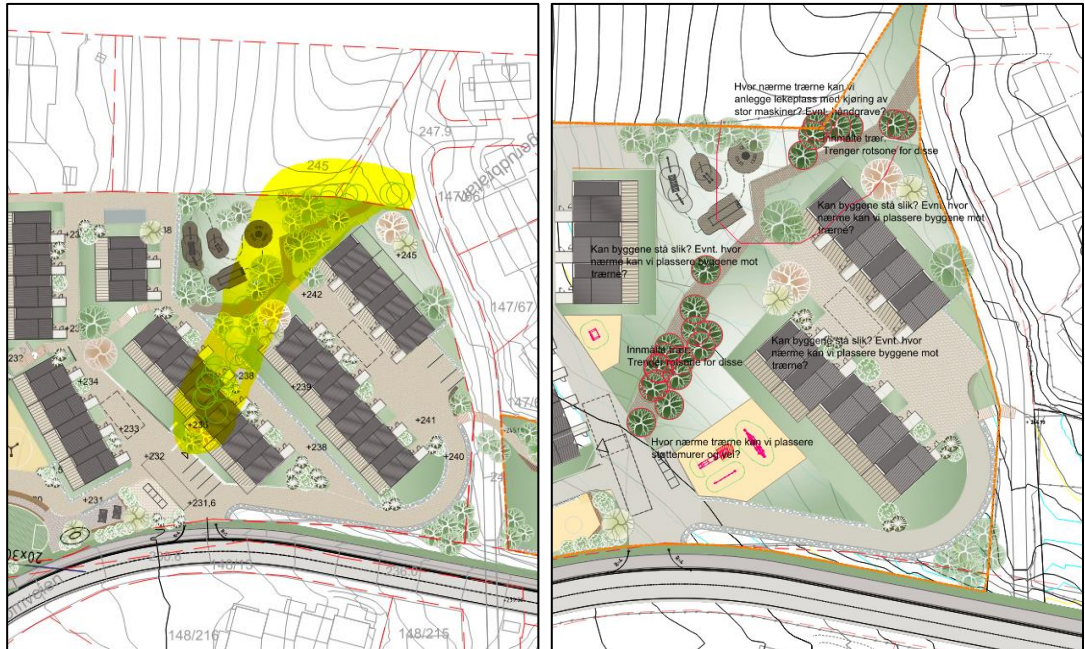 247.9
245
147/66
+245
+242
147/67
+234
+233
+239
+238
+241
+238
+232
+240
+231
+231,6
20x30
148/13
148/216
148/215
Hvor nærme trærne kan vi
anlegge lekeplass med kjøring av
stor maskiner? Evnt. håndgrave?
Innmålte trær.
Trenger rotsone for disse
Kan byggene stå slik? Evnt. hvor
nærme kan vi plassere byggene mot
trærne?
Kan byggene stå slik? Evnt. hvor
nærme kan vi plassere byggene mot
trærne?
Kan byggene stå slik? Evnt. hvor
nærme kan vi plassere byggene mot
trærne?
Innmålte trær.
Trenger rotsone for disse
Hvor nærme trærne kan vi plassere
støttemurer og vei?